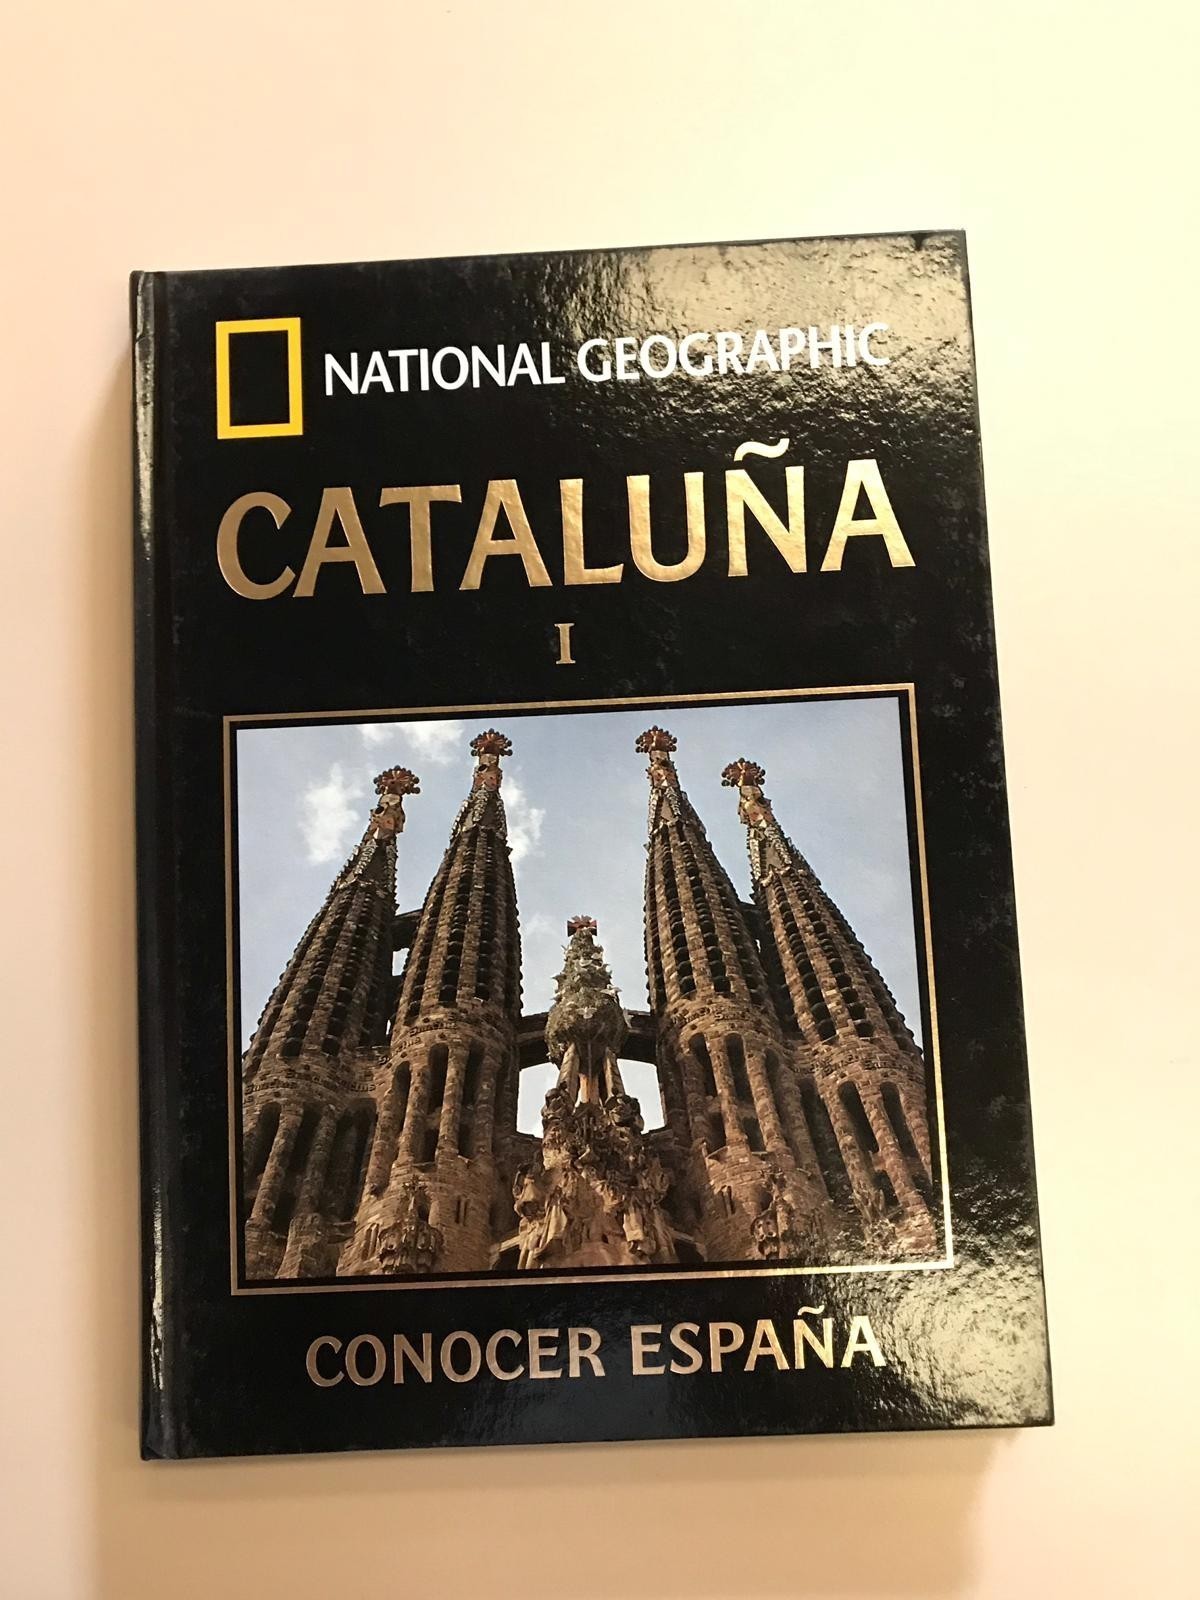 NATIONAL GEOGRAPHIC
CATALUÑA
I
CONOCER ESPAÑA